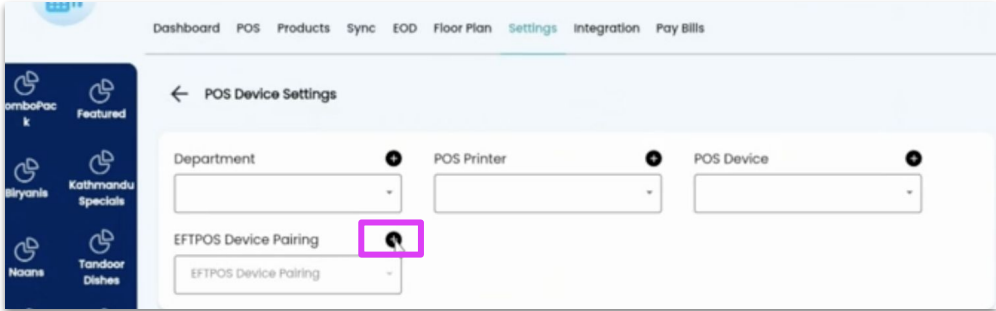 Dashboard POS Products Sync EOD Floor Plan Settings Integration Pay Bills
POS Device Settings
omboPac
k
Featured
Biryanis
Kathmandu
Specials
Naans
Tandoor
Dishes
Department
POS Printer
POS Device
EFTPOS Device Pairing
EFTPOS Device Pairing